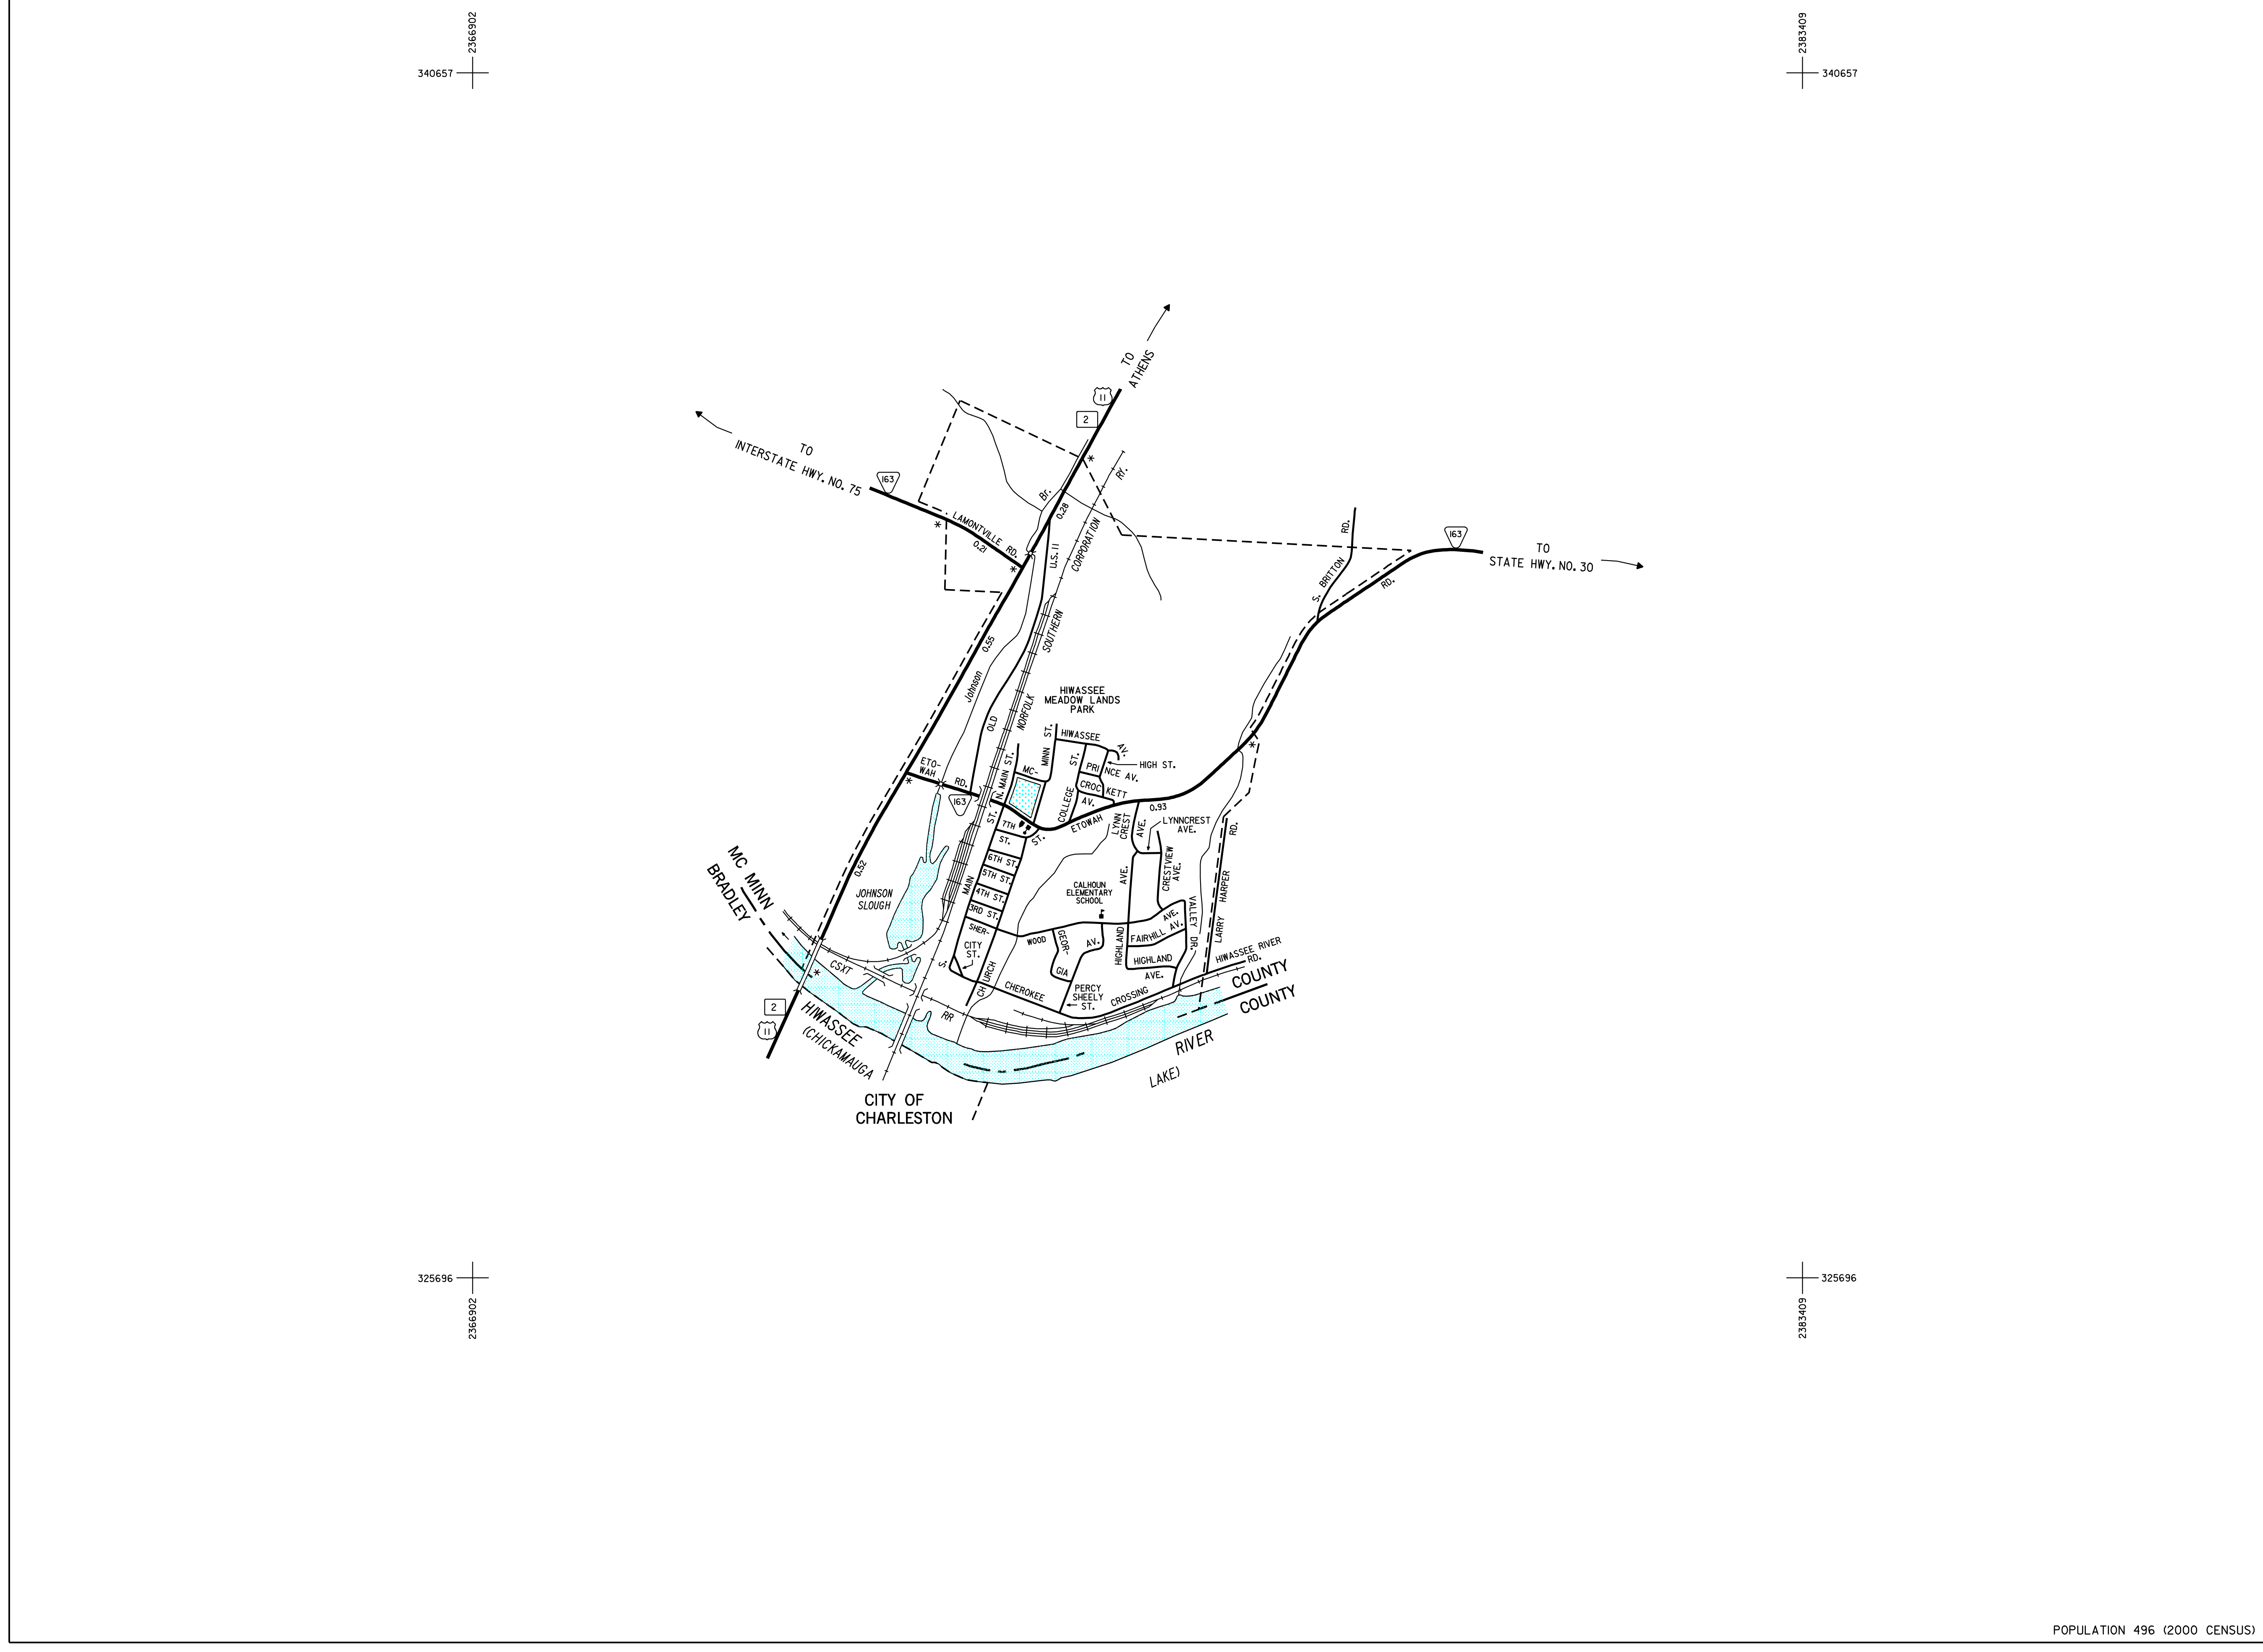 2366902
2383409
340657
340657
TO
ATHENS
11
2
TO
INTERSTATE HWY. NO. 75
163
Br.
RY.
0.28
LAMONTVILLE RD.
0.21
U.S. 11
CORPORATION
RD.
S. BRITTON
163
TO
STATE HWY. NO. 30
RD.
SOUTHERN
0.55
Johnson
OLD
NORFOLK
HIWASSEE
MEADOW LANDS
PARK
HIWASSEE
AV.
MINN ST.
MC-
ST.
HIGH ST.
PRI NCE AV.
CROC KETT
AV.
COLLEGE
N. MAIN ST.
ETO-
WAH
RD.
163
0.93
ETOWAH
ST.
LYNN
CREST
AVE.
LYNNCREST
AVE.
7TH
ST.
6TH ST.
5TH ST.
4TH ST.
3RD ST.
SHER-
WOOD
AVE.
ST.
MAIN
S.
CALHOUN
ELEMENTARY
SCHOOL
AVE.
HIGHLAND
CRESTVIEW
AVE.
VALLEY DR.
RD.
HARPER
LARRY
FAIRHILL AV.
HIGHLAND
AVE.
GEOR-
GIA
AV.
CITY
ST.
CH URCH
CHEROKEE
PERCY
SHEELY
ST.
CROSSING
HIWASSEE RIVER
RD.
0.52
JOHNSON
SLOUGH
MC MINN
BRADLEY
COUNTY
COUNTY
CSXT
RR
2
11
HIWASSEE
(CHICKAMAUGA
RIVER
LAKE)
CITY OF
CHARLESTON
325696
325696
2366902
2383409
POPULATION 496 (2000 CENSUS)